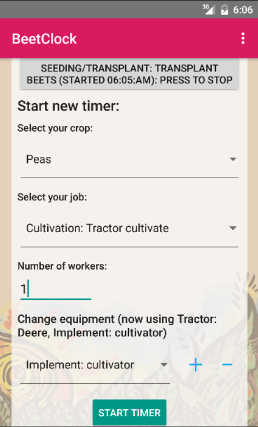 3G 6:06
BeetClock
SEEDING/TRANSPLANT: TRANSPLANT
BEETS (STARTED 06:05:AM): PRESS TO STOP
Start new timer:
Select your crop:
Peas
Select your job:
Cultivation: Tractor cultivate
Number of workers:
1
Change equipment (now using Tractor:
Deere, Implement: cultivator)
Implement: cultivator + −
START TIMER